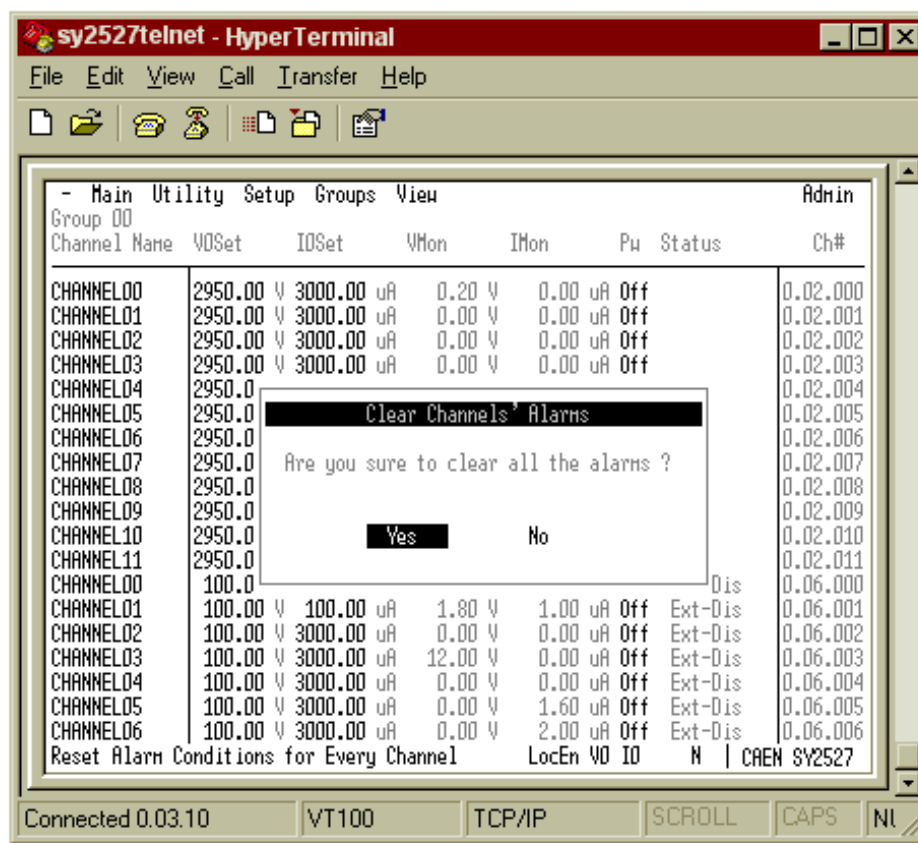 sy2527telnet - HyperTerminal
File Edit View Call Transfer Help
- Main Utility Setup Groups View Admin
Group 00
Channel Name V0Set I0Set VMon IMon Pw Status Ch#
CHANNEL00 2950.00 V 3000.00 uA 0.20 V 0.00 uA Off 0.02.000
CHANNEL01 2950.00 V 3000.00 uA 0.00 V 0.00 uA Off 0.02.001
CHANNEL02 2950.00 V 3000.00 uA 0.00 V 0.00 uA Off 0.02.002
CHANNEL03 2950.00 V 3000.00 uA 0.00 V 0.00 uA Off 0.02.003
CHANNEL04 2950.0 0.02.004
CHANNEL05 2950.0 Clear Channels' Alarms 0.02.005
CHANNEL06 2950.0 0.02.006
CHANNEL07 2950.0 Are you sure to clear all the alarms ? 0.02.007
CHANNEL08 2950.0 0.02.008
CHANNEL09 2950.0 0.02.009
CHANNEL10 2950.0 Yes No 0.02.010
CHANNEL11 2950.0 0.02.011
CHANNEL00 100.0 Dis 0.06.000
CHANNEL01 100.00 V 100.00 uA 1.80 V 1.00 uA Off Ext-Dis 0.06.001
CHANNEL02 100.00 V 3000.00 uA 0.00 V 0.00 uA Off Ext-Dis 0.06.002
CHANNEL03 100.00 V 3000.00 uA 12.00 V 0.00 uA Off Ext-Dis 0.06.003
CHANNEL04 100.00 V 3000.00 uA 0.00 V 0.00 uA Off Ext-Dis 0.06.004
CHANNEL05 100.00 V 3000.00 uA 0.00 V 1.60 uA Off Ext-Dis 0.06.005
CHANNEL06 100.00 V 3000.00 uA 0.00 V 2.00 uA Off Ext-Dis 0.06.006
Reset Alarm Conditions for Every Channel LocEn V0 I0 N CAEN SY2527
Connected 0.03.10 VT100 TCP/IP SCROLL CAPS NU